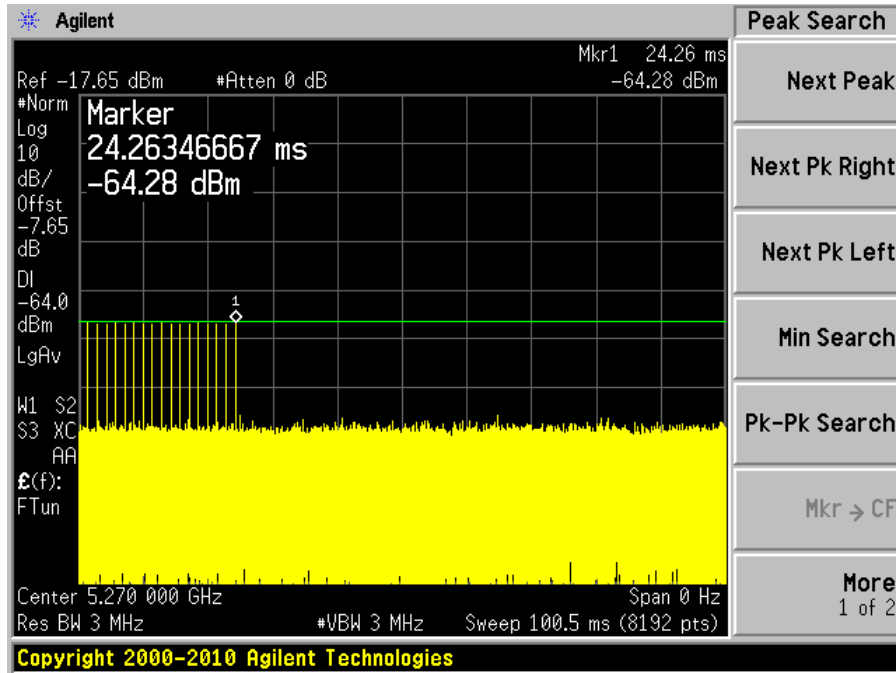 Agilent
Peak Search
Mkr1 24.26 ms
Ref -17.65 dBm #Atten 0 dB -64.28 dBm
#Norm
Log
10
dB/
Offst
-7.65
dB
DI
-64.0
dBm
LgAv
W1 S2
S3 XC
AA
£(f):
FTun
Marker
24.26346667 ms
-64.28 dBm
1
Center 5.270 000 GHz Span 0 Hz
Res BW 3 MHz #VBW 3 MHz Sweep 100.5 ms (8192 pts)
Copyright 2000-2010 Agilent Technologies
Next Peak
Next Pk Right
Next Pk Left
Min Search
Pk-Pk Search
Mkr → CF
More
1 of 2